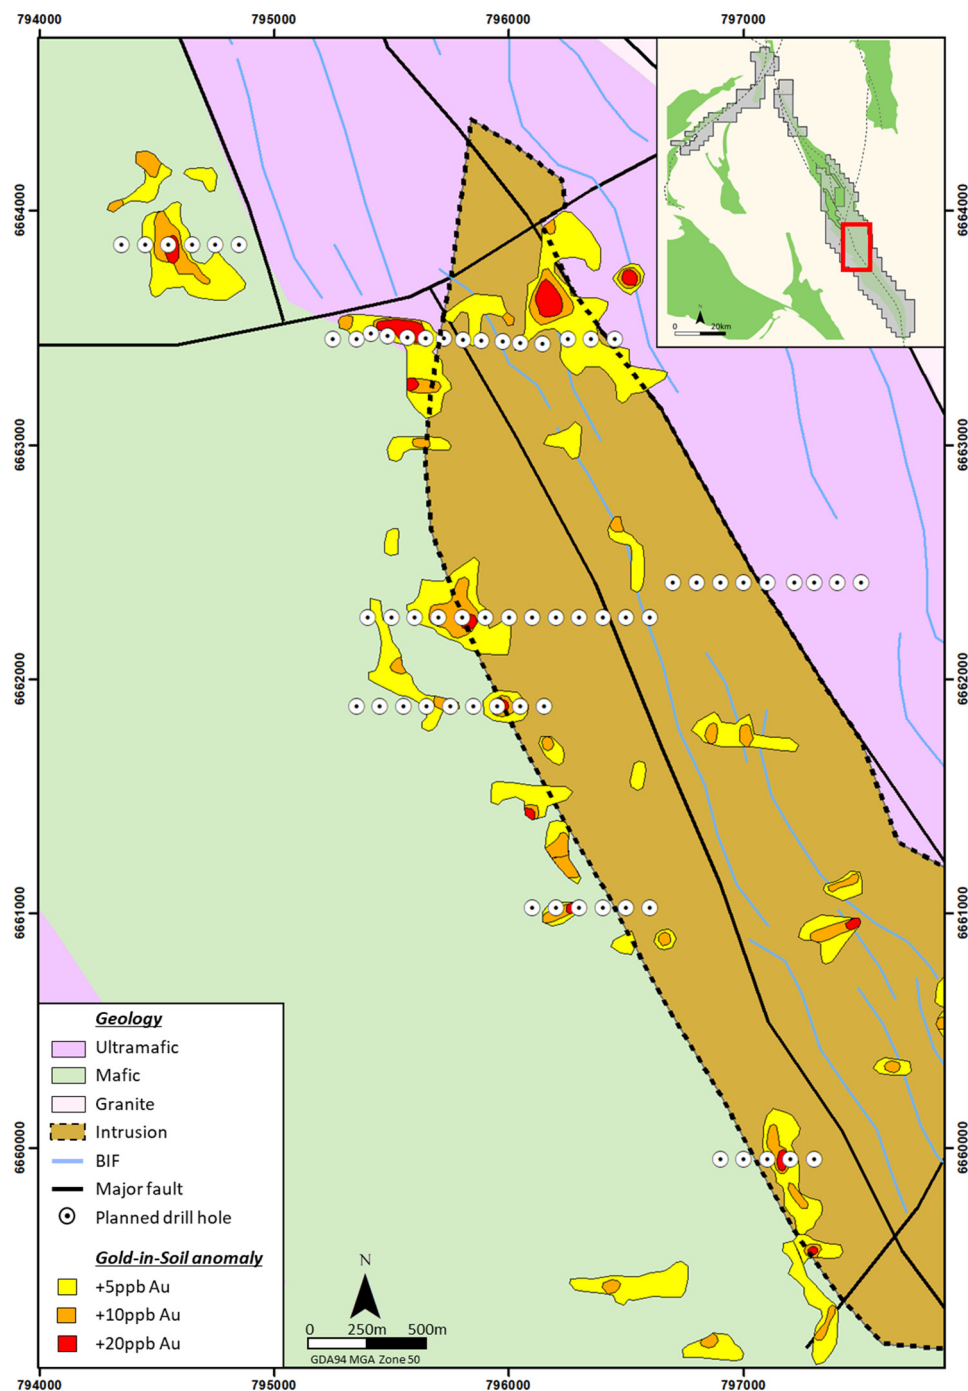 794000 795000 796000 797000
6664000 6664000
N
0 20km
6663000 6663000
6662000 6662000
6661000 6661000
Geology
Ultramafic
Mafic
Granite
Intrusion
BIF
Major fault
Planned drill hole
6660000 6660000
Gold-in-Soil anomaly
+5ppb Au
+10ppb Au
+20ppb Au
N
0 250m 500m
GDA94 MGA Zone 50
794000 795000 796000 797000